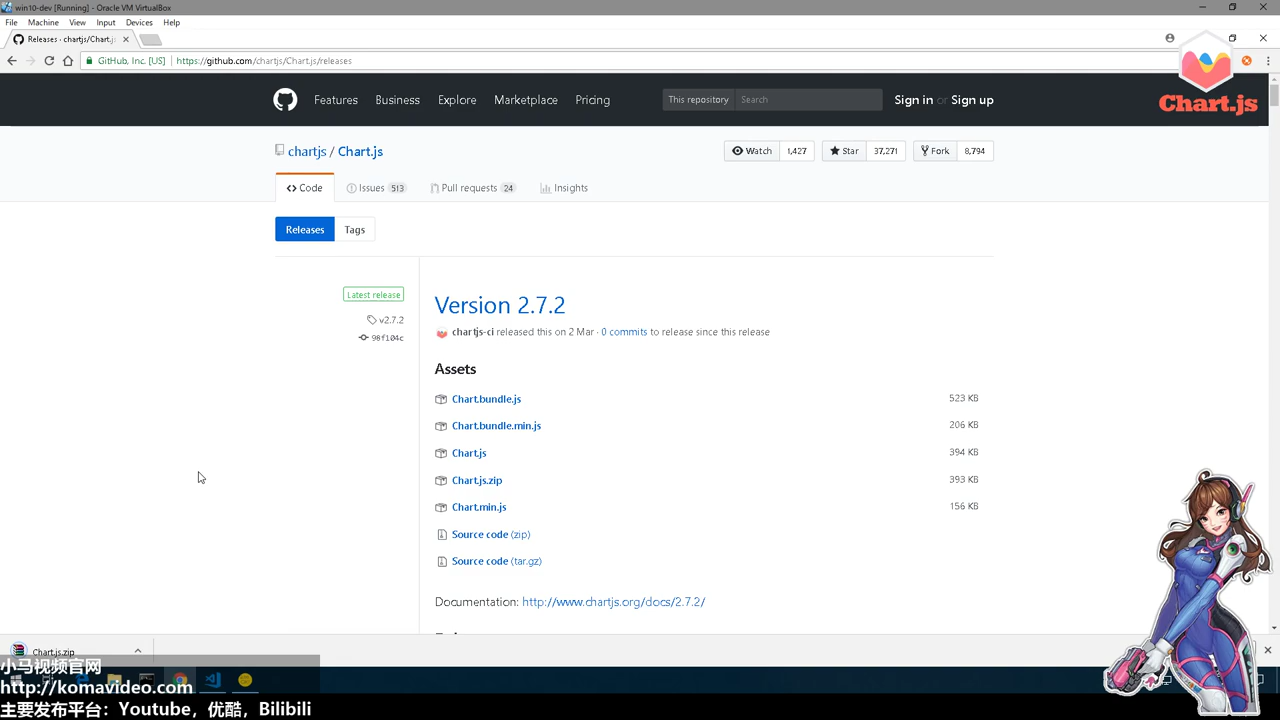 win10-dev [Running] - Oracle VM VirtualBox
File Machine View Input Devices Help
Releases · chartjs/Chart.j
GitHub, Inc. [US] https://github.com/chartjs/Chart.js/releases
Features Business Explore Marketplace Pricing This repository Search Sign in or Sign up
Chart.js
chartjs / Chart.js Watch 1,427 Star 37,271 Fork 8,794
Code Issues 513 Pull requests 24 Insights
Releases Tags
Latest release
v2.7.2
98f104c
Version 2.7.2
chartjs-ci released this on 2 Mar · 0 commits to release since this release
Assets
Chart.bundle.js 523 KB
Chart.bundle.min.js 206 KB
Chart.js 394 KB
Chart.js.zip 393 KB
Chart.min.js 156 KB
Source code (zip)
Source code (tar.gz)
Documentation: http://www.chartjs.org/docs/2.7.2/
Chart.js.zip
小马视频官网
http://komavideo.com
主要发布平台：Youtube，优酷，Bilibili